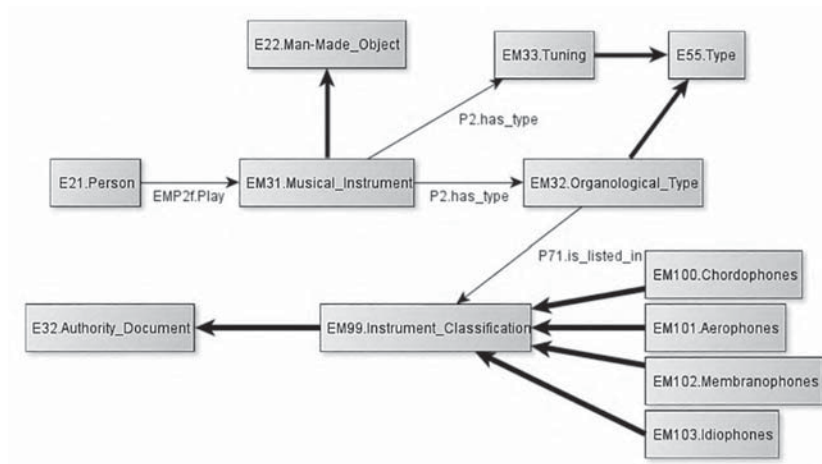 E22.Man-Made_Object
EM33.Tuning
E55.Type
P2.has_type
E21.Person
EMP2f.Play
EM31.Musical_Instrument
P2.has_type
EM32.Organological_Type
P71.is_listed_in
EM100.Chordophones
E32.Authority_Document
EM99.Instrument_Classification
EM101.Aerophones
EM102.Membranophones
EM103.Idiophones